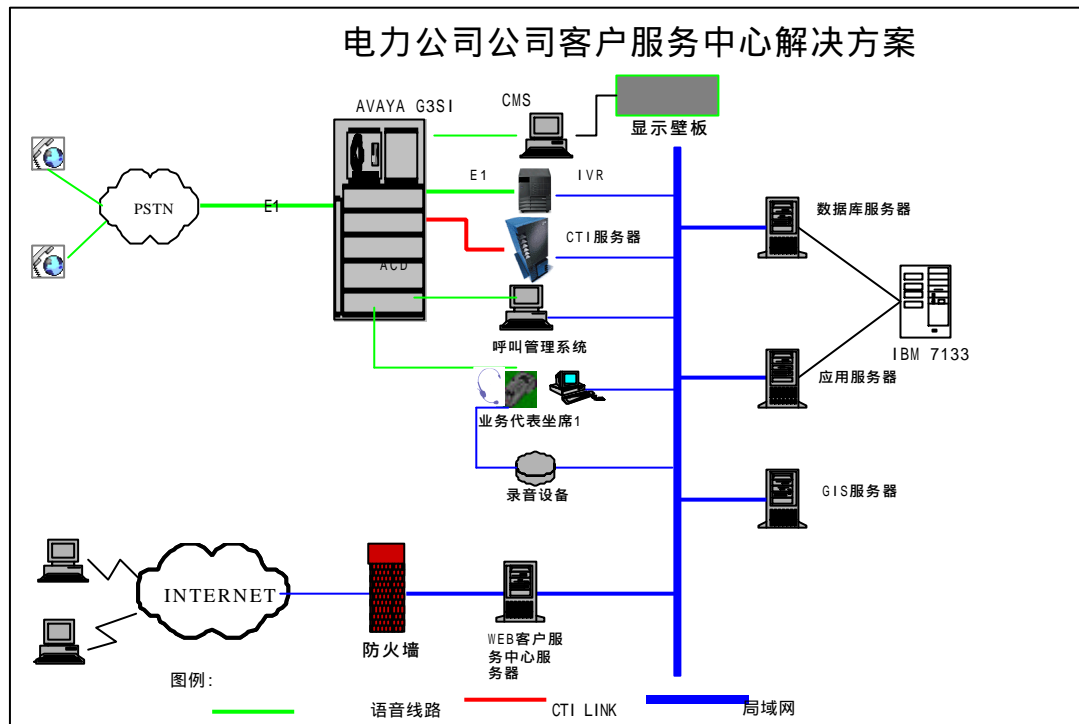 电力公司公司客户服务中心解决方案
AVAYA G3SI
CMS
显示壁板
PSTN
E1
E1
IVR
CTI服务器
ACD
呼叫管理系统
业务代表坐席1
录音设备
数据库服务器
IBM 7133
应用服务器
GIS服务器
INTERNET
防火墙
WEB客户服
务中心服
务器
图例:
语音线路
CTI LINK
局域网